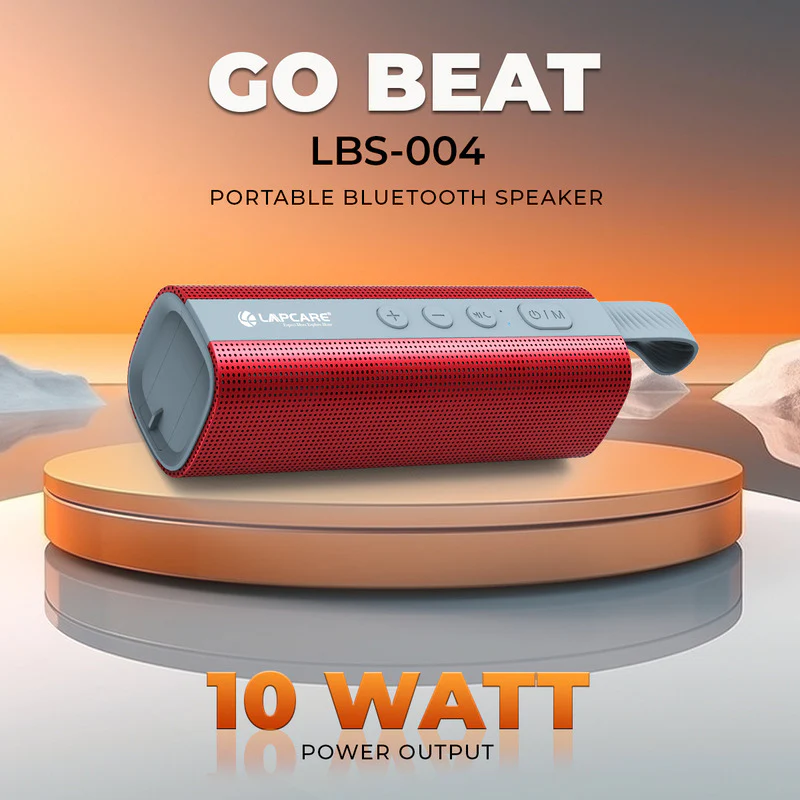 GO BEAT
LBS-004
PORTABLE BLUETOOTH SPEAKER
LAPCARE
⏻ / M
10 WATT
POWER OUTPUT